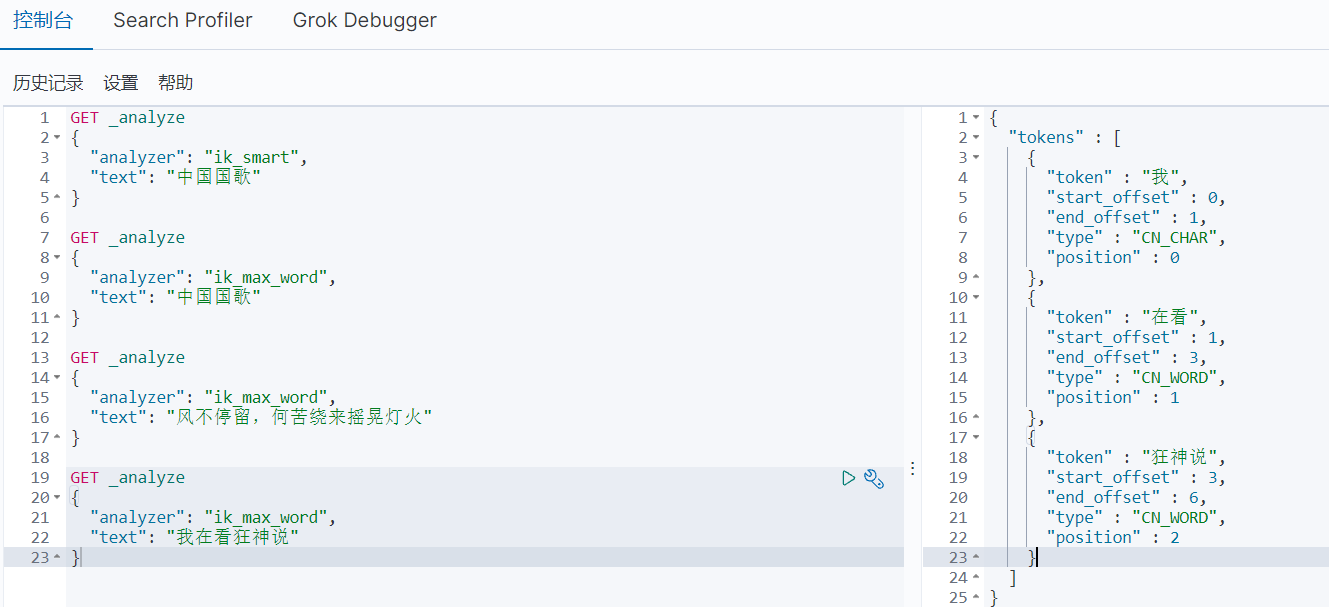 控制台 Search Profiler Grok Debugger
历史记录 设置 帮助
1 GET _analyze
2 {
3 "analyzer": "ik_smart",
4 "text": "中国国歌"
5 }
6
7 GET _analyze
8 {
9 "analyzer": "ik_max_word",
10 "text": "中国国歌"
11 }
12
13 GET _analyze
14 {
15 "analyzer": "ik_max_word",
16 "text": "风不停留，何苦绕来摇晃灯火"
17 }
18
19 GET _analyze
20 {
21 "analyzer": "ik_max_word",
22 "text": "我在看狂神说"
23 }
1 {
2 "tokens" : [
3 {
4 "token" : "我",
5 "start_offset" : 0,
6 "end_offset" : 1,
7 "type" : "CN_CHAR",
8 "position" : 0
9 },
10 {
11 "token" : "在看",
12 "start_offset" : 1,
13 "end_offset" : 3,
14 "type" : "CN_WORD",
15 "position" : 1
16 },
17 {
18 "token" : "狂神说",
19 "start_offset" : 3,
20 "end_offset" : 6,
21 "type" : "CN_WORD",
22 "position" : 2
23 }
24 ]
25 }